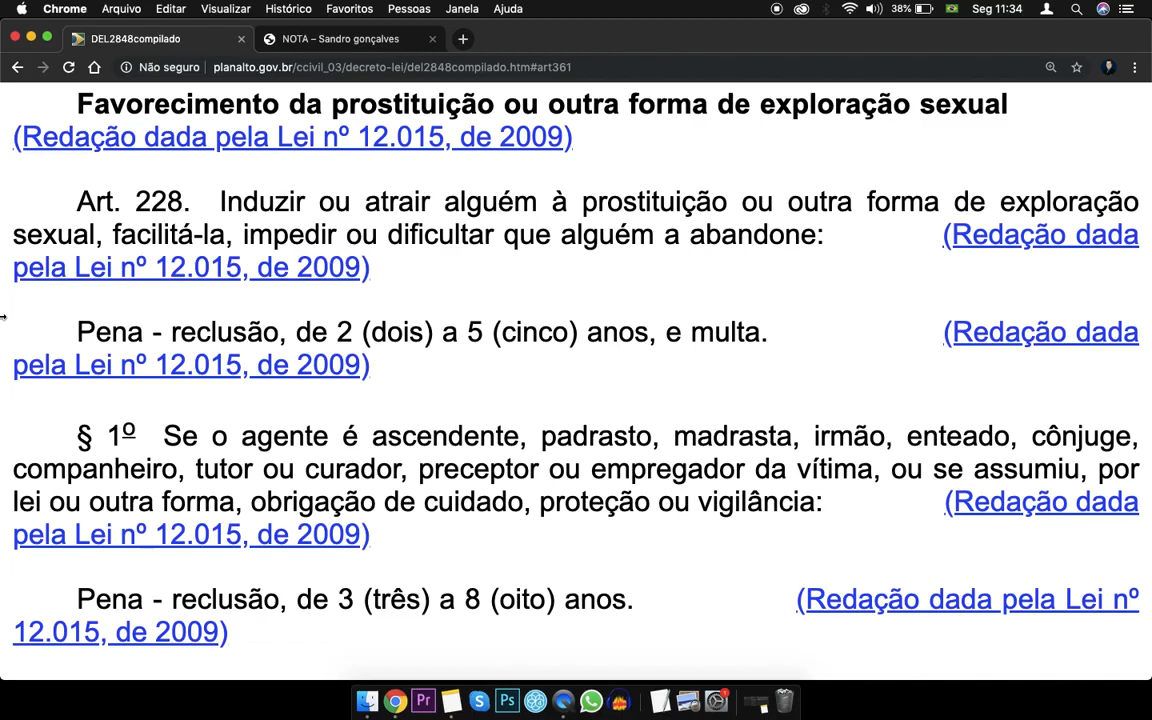 Chrome Arquivo Editar Visualizar Histórico Favoritos Pessoas Janela Ajuda 38% Seg 11:34
DEL2848compilado NOTA – Sandro gonçalves
Não seguro planalto.gov.br/ccivil_03/decreto-lei/del2848compilado.htm#art361
Favorecimento da prostituição ou outra forma de exploração sexual
(Redação dada pela Lei nº 12.015, de 2009)
Art. 228. Induzir ou atrair alguém à prostituição ou outra forma de exploração
sexual, facilitá-la, impedir ou dificultar que alguém a abandone: (Redação dada
pela Lei nº 12.015, de 2009)
Pena - reclusão, de 2 (dois) a 5 (cinco) anos, e multa. (Redação dada
pela Lei nº 12.015, de 2009)
§ 1º Se o agente é ascendente, padrasto, madrasta, irmão, enteado, cônjuge,
companheiro, tutor ou curador, preceptor ou empregador da vítima, ou se assumiu, por
lei ou outra forma, obrigação de cuidado, proteção ou vigilância: (Redação dada
pela Lei nº 12.015, de 2009)
Pena - reclusão, de 3 (três) a 8 (oito) anos. (Redação dada pela Lei nº
12.015, de 2009)
Pr Ps